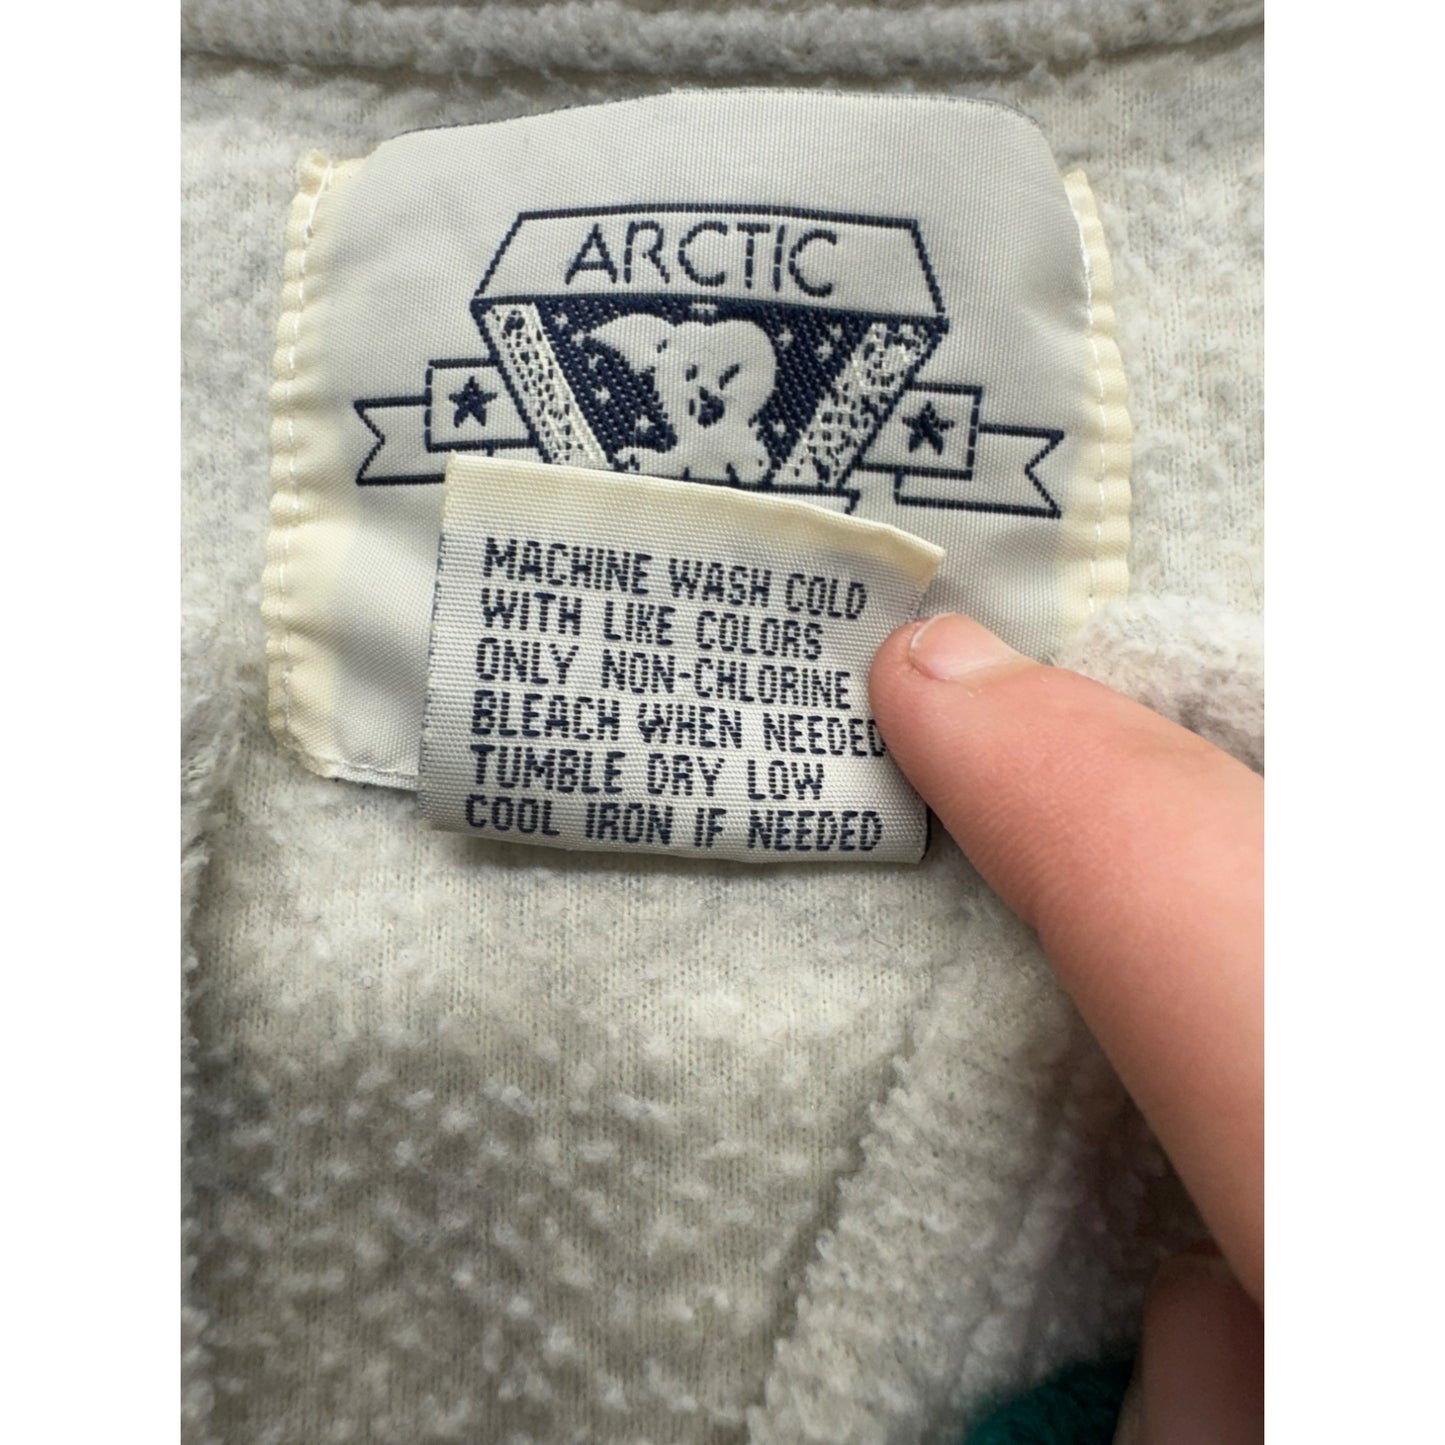 ARCTIC
MACHINE WASH COLD
WITH LIKE COLORS
ONLY NON-CHLORINE
BLEACH WHEN NEEDED
TUMBLE DRY LOW
COOL IRON IF NEEDED